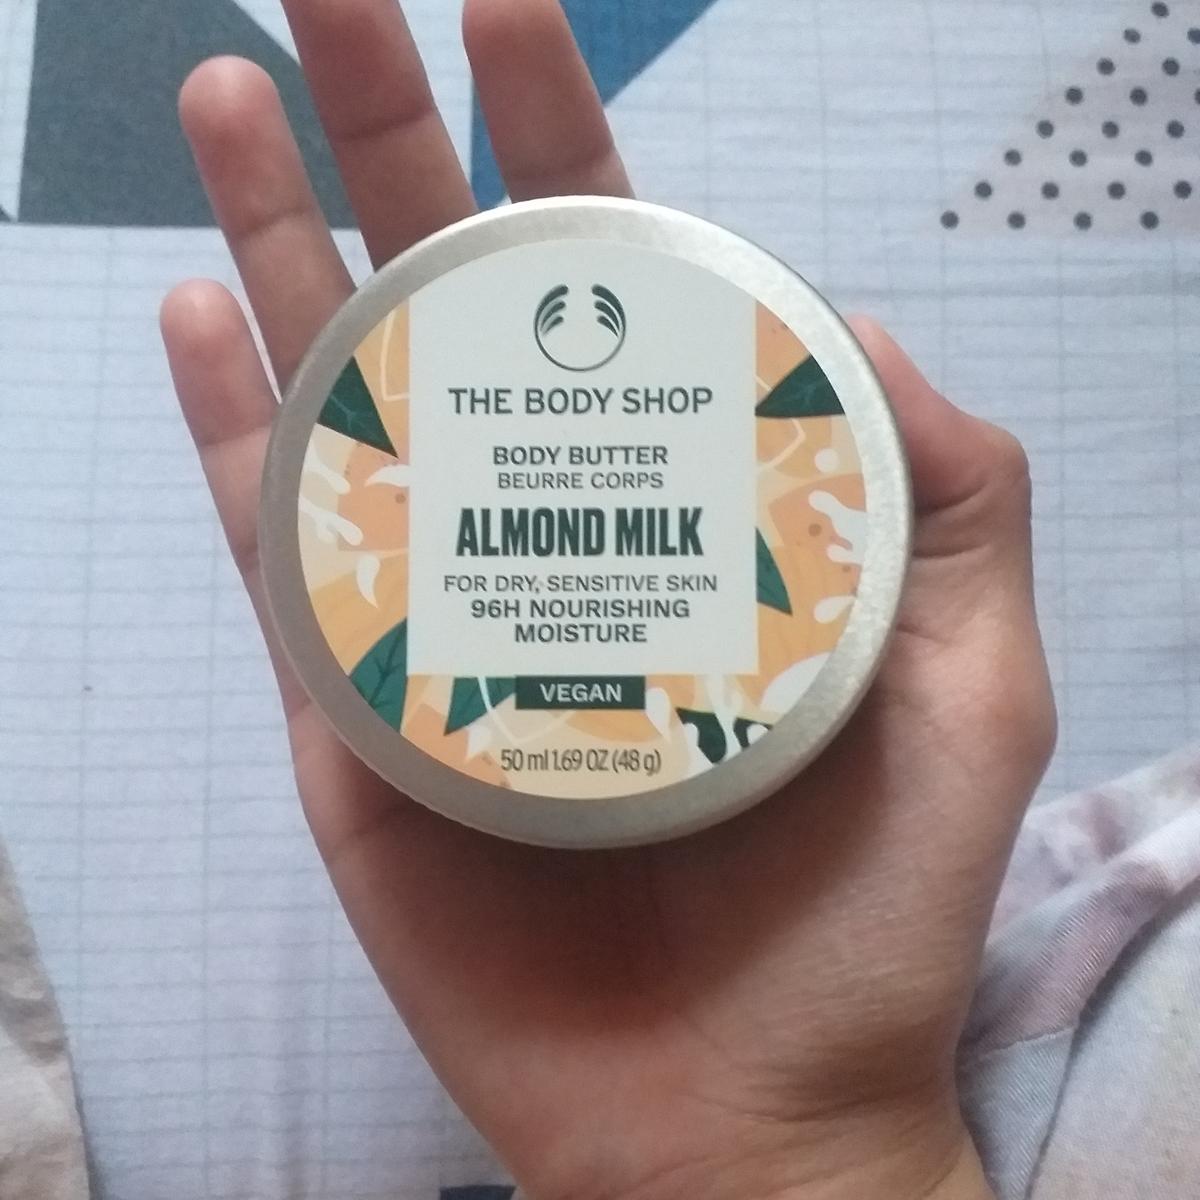 THE BODY SHOP
BODY BUTTER
BEURRE CORPS
ALMOND MILK
FOR DRY, SENSITIVE SKIN
96H NOURISHING
MOISTURE
VEGAN
50 ml 1.69 OZ (48 g)